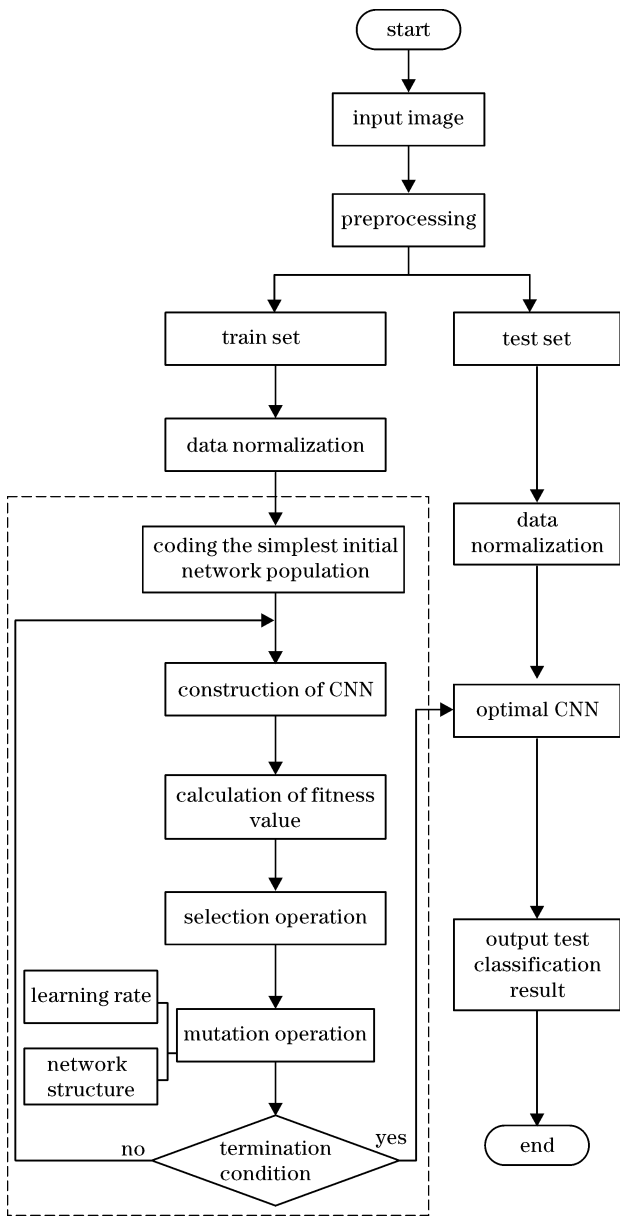 start
input image
preprocessing
train set
test set
data normalization
data
normalization
coding the simplest initial
network population
construction of CNN
optimal CNN
calculation of fitness
value
selection operation
output test
classification
result
learning rate
mutation operation
network
structure
no
termination
condition
yes
end